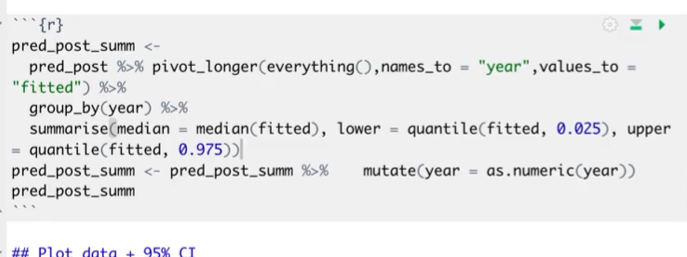 ```{r}
pred_post_summ <-
  pred_post %>% pivot_longer(everything(),names_to = "year",values_to =
"fitted") %>%
  group_by(year) %>%
  summarise(median = median(fitted), lower = quantile(fitted, 0.025), upper
= quantile(fitted, 0.975))
pred_post_summ <- pred_post_summ %>%    mutate(year = as.numeric(year))
pred_post_summ
```
## Plot data + 95% CI